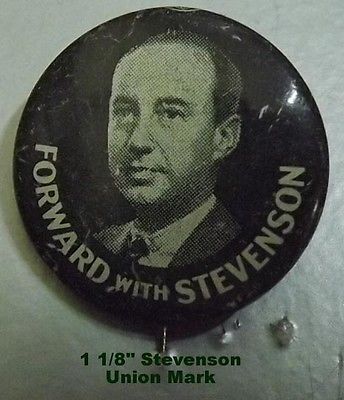 FORWARD WITH STEVENSON
1 1/8" Stevenson
Union Mark